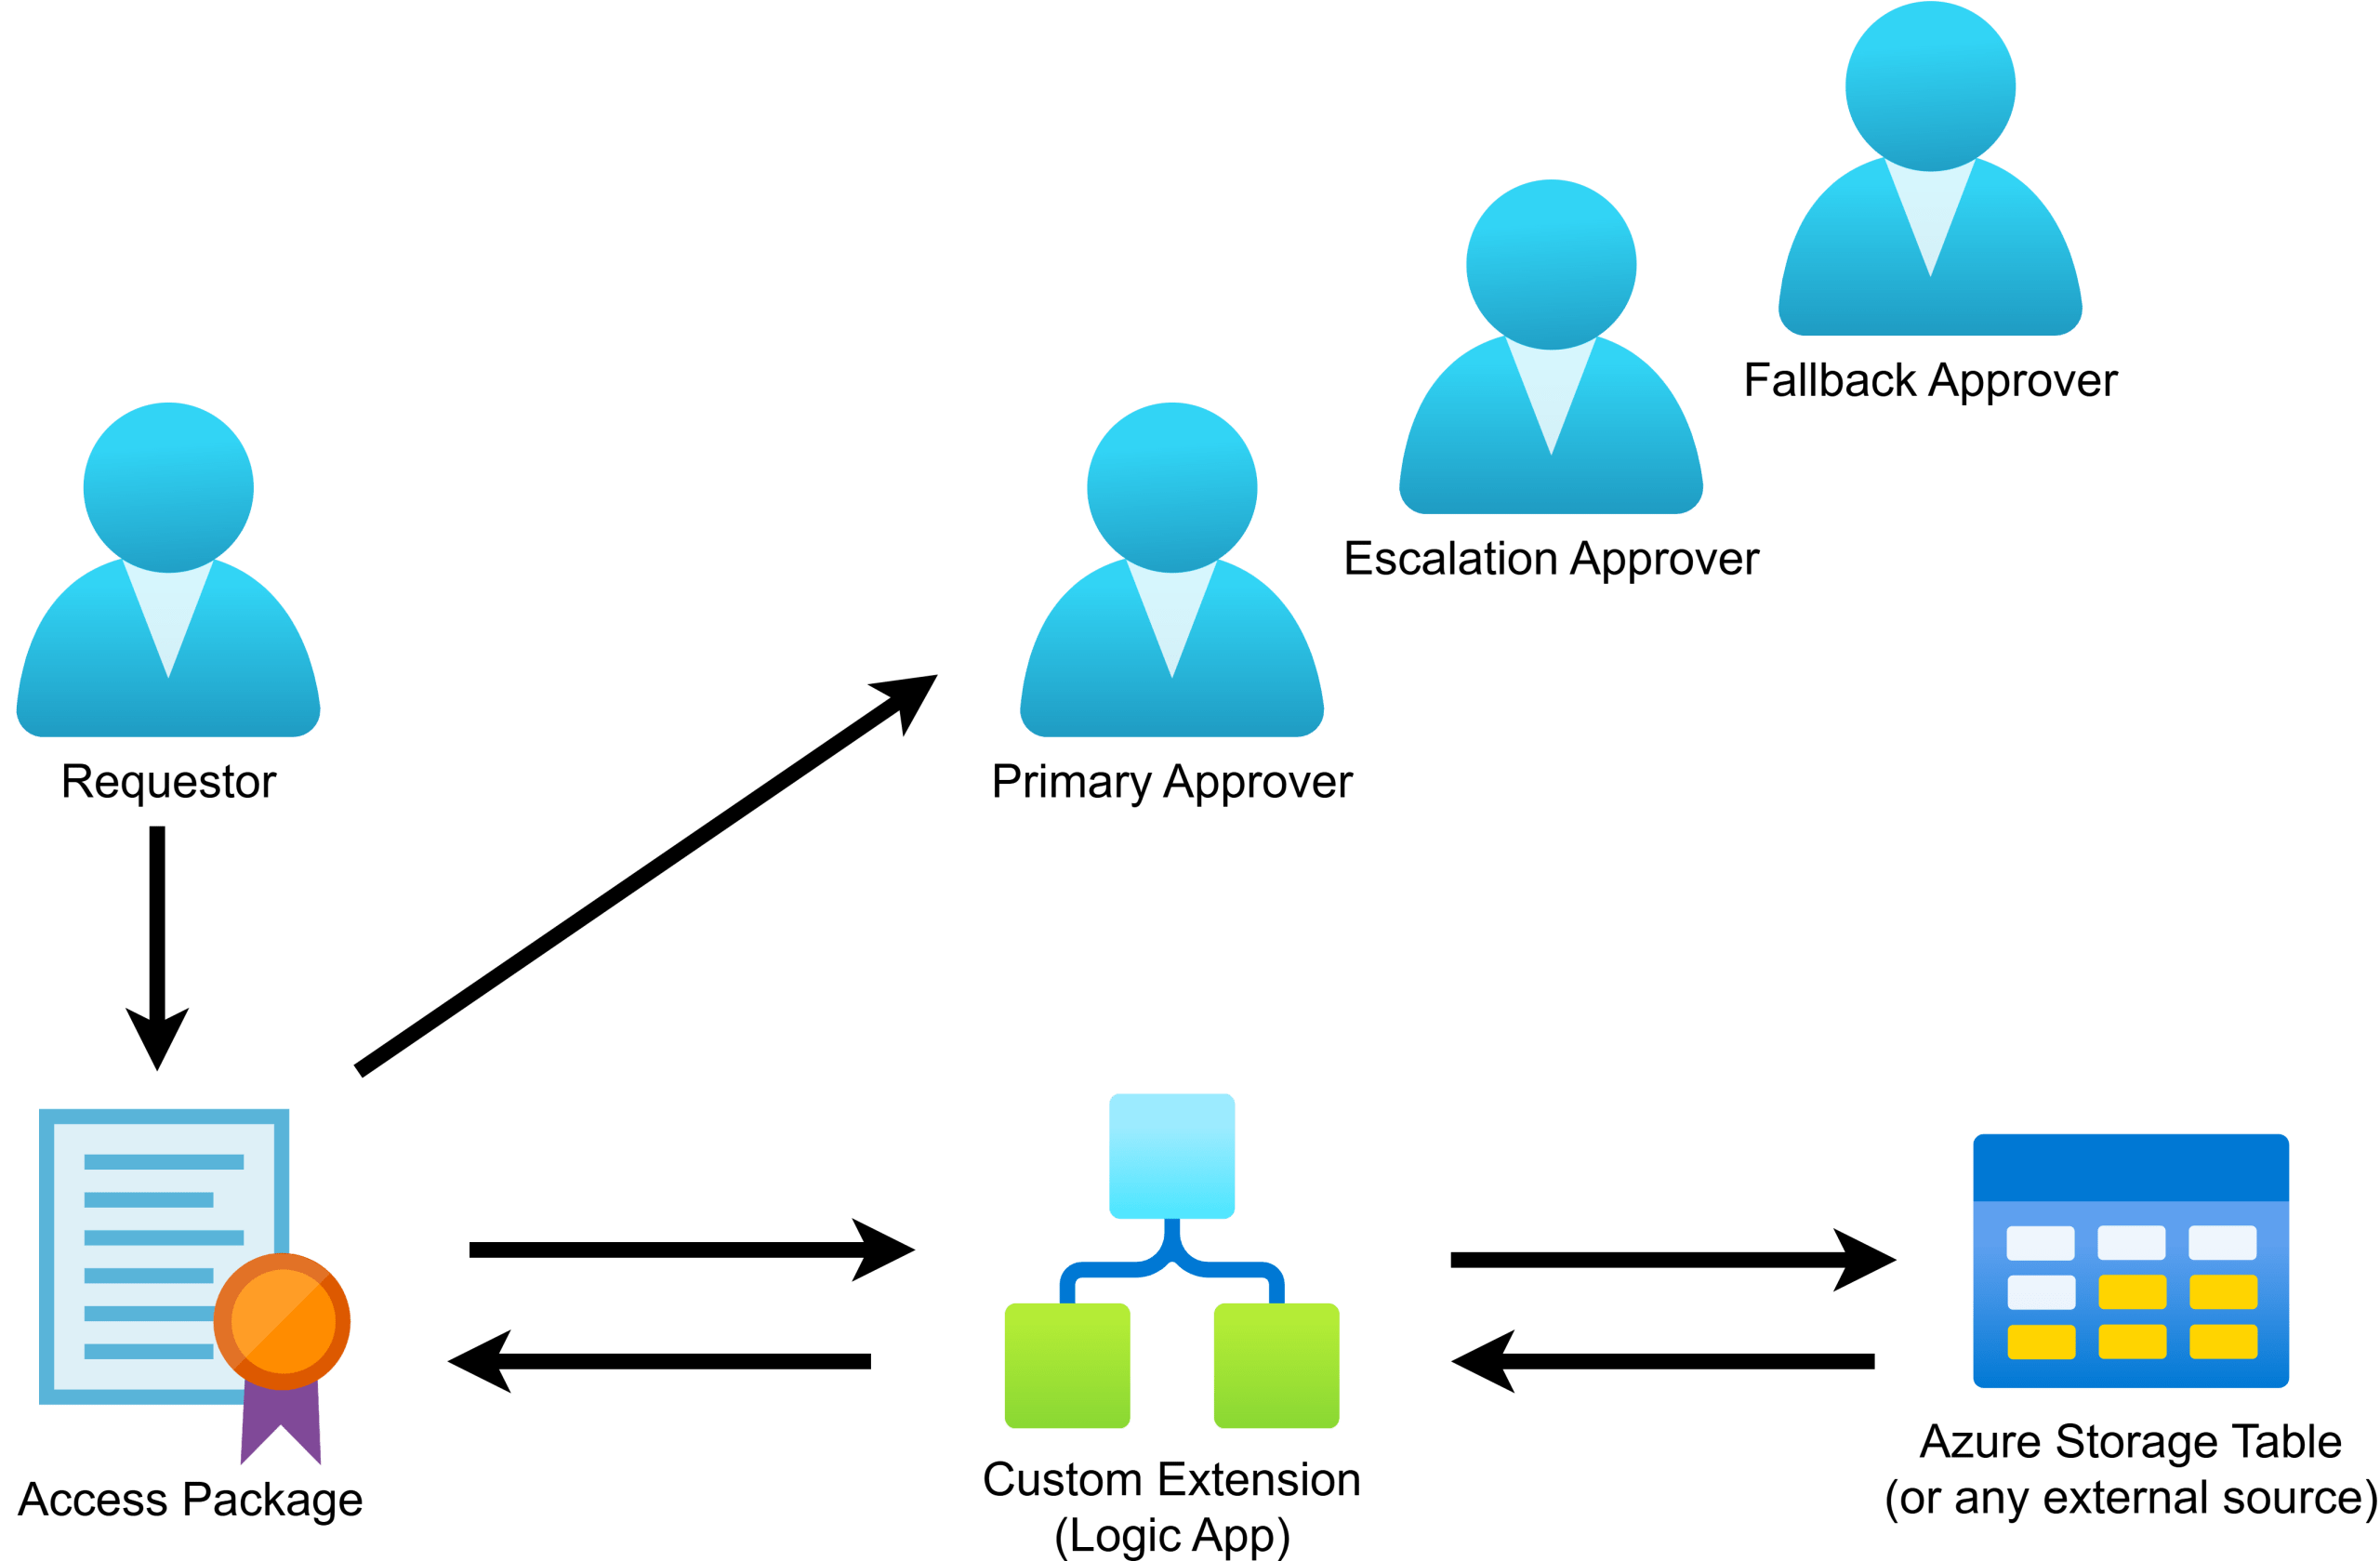 Fallback Approver
Escalation Approver
Requestor
Primary Approver
Access Package
Custom Extension
(Logic App)
Azure Storage Table
(or any external source)